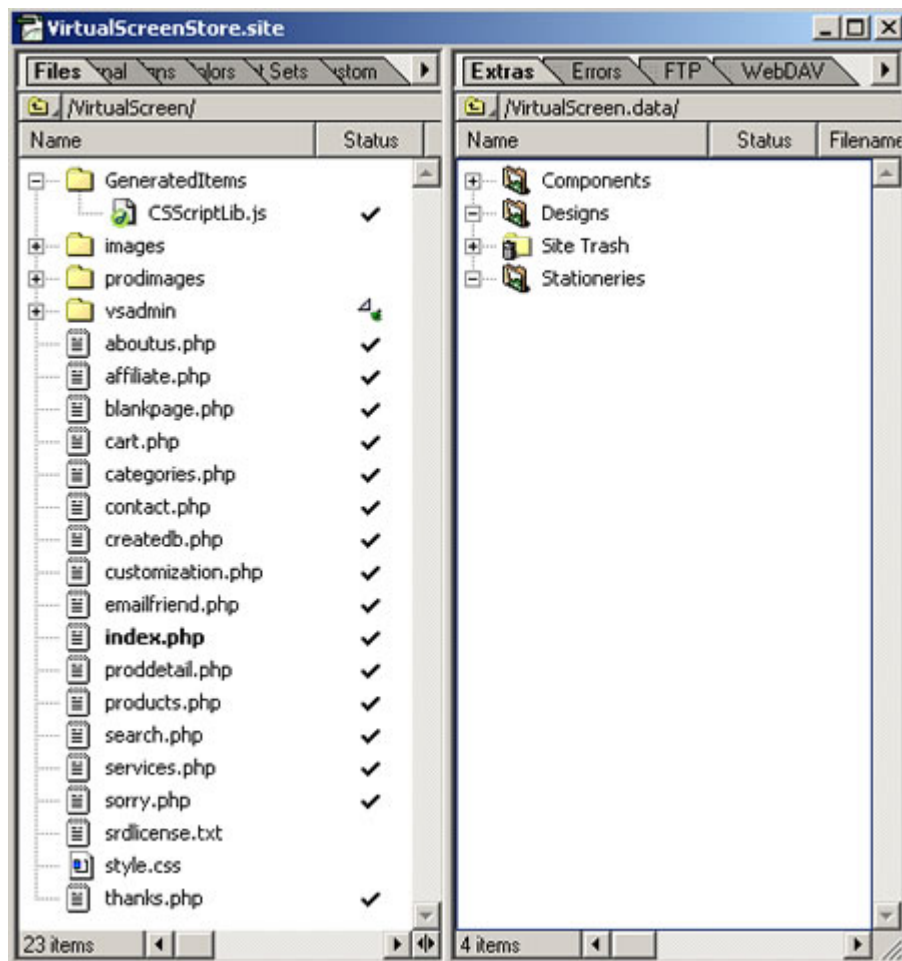 VirtualScreenStore.site
Files Sets
/VirtualScreen/
Name Status
GeneratedItems
CSScriptLib.js
images
prodimages
vsadmin
aboutus.php
affiliate.php
blankpage.php
cart.php
categories.php
contact.php
createdb.php
customization.php
emailfriend.php
index.php
proddetail.php
products.php
search.php
services.php
sorry.php
srdlicense.txt
style.css
thanks.php
23 items
Extras Errors FTP WebDAV
/VirtualScreen.data/
Name Status Filename
Components
Designs
Site Trash
Stationeries
4 items